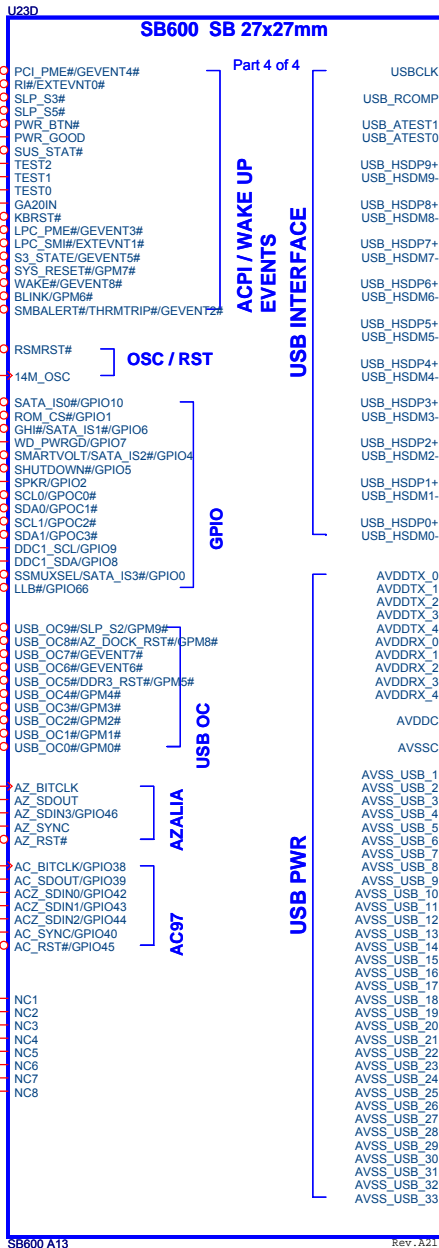 U23D
SB600 SB 27x27mm
Part 4 of 4
PCI_PME#/GEVENT4#
RI#/EXTEVNT0#
SLP_S3#
SLP_S5#
PWR_BTN#
PWR_GOOD
SUS_STAT#
TEST2
TEST1
TEST0
GA20IN
KBRST#
LPC_PME#/GEVENT3#
LPC_SMI#/EXTEVNT1#
S3_STATE/GEVENT5#
SYS_RESET#/GPM7#
WAKE#/GEVENT8#
BLINK/GPM6#
SMBALERT#/THRMTRIP#/GEVENT2#
ACPI / WAKE UP
EVENTS
RSMRST#
14M_OSC
OSC / RST
SATA_IS0#/GPIO10
ROM_CS#/GPIO1
GHI#/SATA_IS1#/GPIO6
WD_PWRGD/GPIO7
SMARTVOLT/SATA_IS2#/GPIO4
SHUTDOWN#/GPIO5
SPKR/GPIO2
SCL0/GPOC0#
SDA0/GPOC1#
SCL1/GPOC2#
SDA1/GPOC3#
DDC1_SCL/GPIO9
DDC1_SDA/GPIO8
SSMUXSEL/SATA_IS3#/GPIO0
LLB#/GPIO66
GPIO
USB_OC9#/SLP_S2/GPM9#
USB_OC8#/AZ_DOCK_RST#/GPM8#
USB_OC7#/GEVENT7#
USB_OC6#/GEVENT6#
USB_OC5#/DDR3_RST#/GPM5#
USB_OC4#/GPM4#
USB_OC3#/GPM3#
USB_OC2#/GPM2#
USB_OC1#/GPM1#
USB_OC0#/GPM0#
USB OC
AZ_BITCLK
AZ_SDOUT
AZ_SDIN3/GPIO46
AZ_SYNC
AZ_RST#
AZALIA
AC_BITCLK/GPIO38
AC_SDOUT/GPIO39
ACZ_SDIN0/GPIO42
ACZ_SDIN1/GPIO43
ACZ_SDIN2/GPIO44
AC_SYNC/GPIO40
AC_RST#/GPIO45
AC97
NC1
NC2
NC3
NC4
NC5
NC6
NC7
NC8
USB INTERFACE
USBCLK
USB_RCOMP
USB_ATEST1
USB_ATEST0
USB_HSDP9+
USB_HSDM9-
USB_HSDP8+
USB_HSDM8-
USB_HSDP7+
USB_HSDM7-
USB_HSDP6+
USB_HSDM6-
USB_HSDP5+
USB_HSDM5-
USB_HSDP4+
USB_HSDM4-
USB_HSDP3+
USB_HSDM3-
USB_HSDP2+
USB_HSDM2-
USB_HSDP1+
USB_HSDM1-
USB_HSDP0+
USB_HSDM0-
USB PWR
AVDDTX_0
AVDDTX_1
AVDDTX_2
AVDDTX_3
AVDDTX_4
AVDDRX_0
AVDDRX_1
AVDDRX_2
AVDDRX_3
AVDDRX_4
AVDDC
AVSSC
AVSS_USB_1
AVSS_USB_2
AVSS_USB_3
AVSS_USB_4
AVSS_USB_5
AVSS_USB_6
AVSS_USB_7
AVSS_USB_8
AVSS_USB_9
AVSS_USB_10
AVSS_USB_11
AVSS_USB_12
AVSS_USB_13
AVSS_USB_14
AVSS_USB_15
AVSS_USB_16
AVSS_USB_17
AVSS_USB_18
AVSS_USB_19
AVSS_USB_20
AVSS_USB_21
AVSS_USB_22
AVSS_USB_23
AVSS_USB_24
AVSS_USB_25
AVSS_USB_26
AVSS_USB_27
AVSS_USB_28
AVSS_USB_29
AVSS_USB_30
AVSS_USB_31
AVSS_USB_32
AVSS_USB_33
SB600 A13
Rev.A21